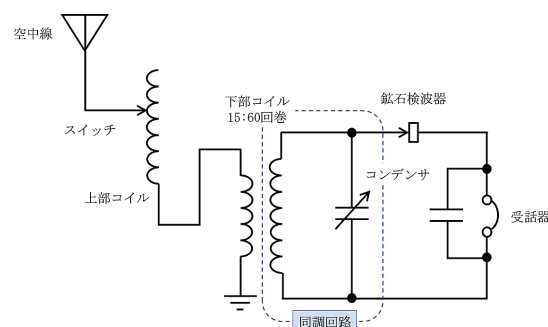 空中線
スイッチ
上部コイル
下部コイル
15:60回巻
鉱石検波器
コンデンサ
受話器
同調回路